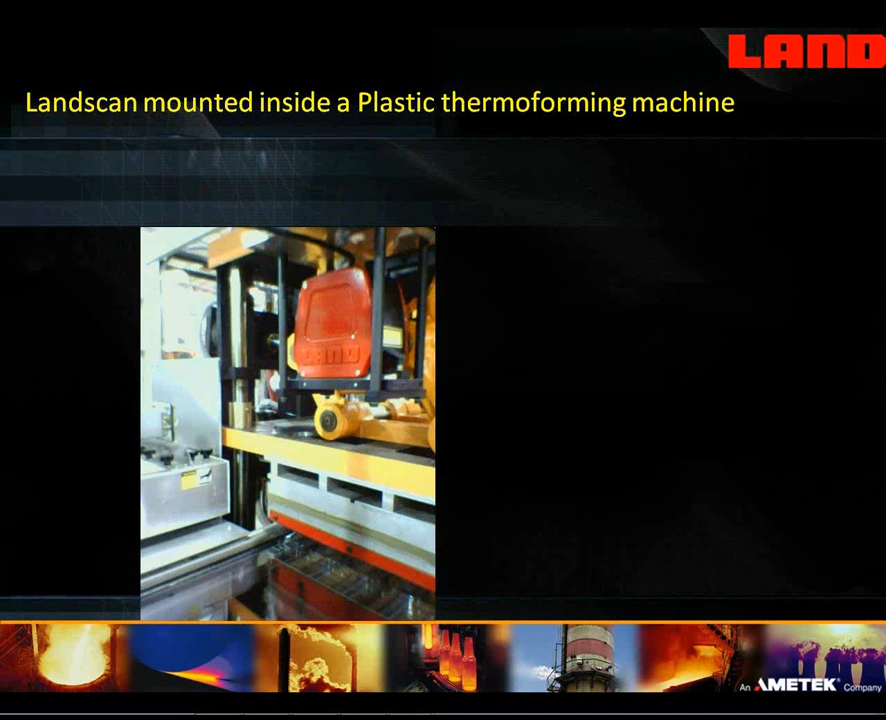 LAND
Landscan mounted inside a Plastic thermoforming machine
LAND
An AMETEK® Company